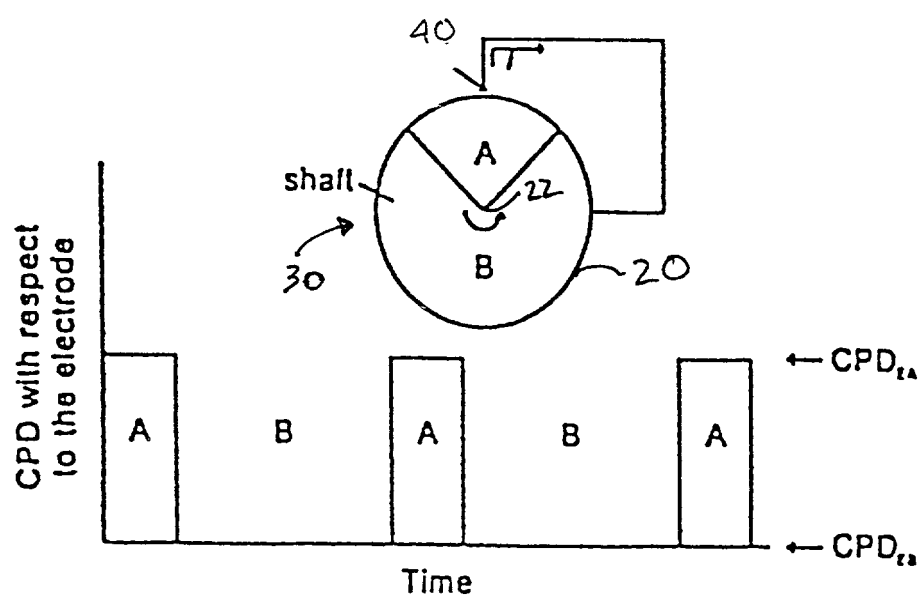 40
A
shaft
22
30
B
20
CPD with respect
to the electrode
A
B
A
B
A
CPD
CPD
Time